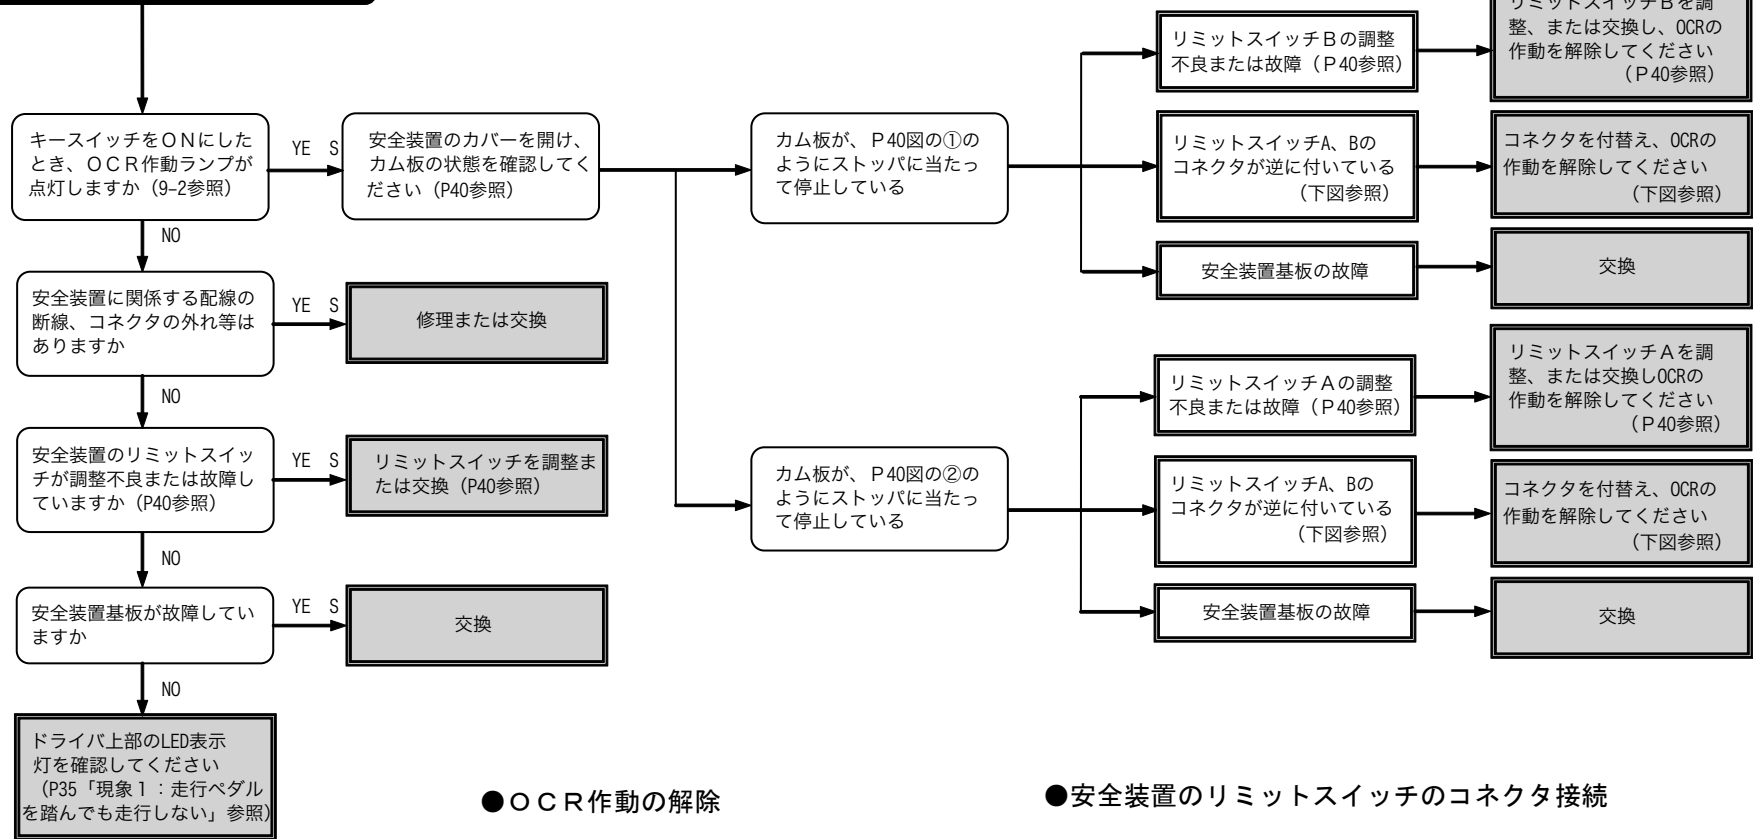 キースイッチをＯＮにした
とき、ＯＣＲ作動ランプが
点灯しますか（9-2参照）
YE S
NO
安全装置のカバーを開け、
カム板の状態を確認してく
ださい（P40参照）
安全装置に関係する配線の
断線、コネクタの外れ等は
ありますか
YE S
NO
修理または交換
安全装置のリミットスイッ
チが調整不良または故障し
ていますか（P40参照）
YE S
NO
リミットスイッチを調整ま
たは交換（P40参照）
安全装置基板が故障してい
ますか
YE S
NO
交換
ドライバ上部のLED表示
灯を確認してください
（P35「現象１：走行ペダル
を踏んでも走行しない」参照）
カム板が、Ｐ40図の①の
ようにストッパに当たっ
て停止している
リミットスイッチＢの調整
不良または故障（Ｐ40参照）
リミットスイッチＢを調
整、または交換し、OCRの
作動を解除してください
（Ｐ40参照）
リミットスイッチA、Bの
コネクタが逆に付いている
（下図参照）
コネクタを付替え、OCRの
作動を解除してください
（下図参照）
安全装置基板の故障
交換
カム板が、Ｐ40図の②の
ようにストッパに当たっ
て停止している
リミットスイッチＡの調整
不良または故障（Ｐ40参照）
リミットスイッチＡを調
整、または交換しOCRの
作動を解除してください
（Ｐ40参照）
リミットスイッチA、Bの
コネクタが逆に付いている
（下図参照）
コネクタを付替え、OCRの
作動を解除してください
（下図参照）
安全装置基板の故障
交換
●ＯＣＲ作動の解除
●安全装置のリミットスイッチのコネクタ接続